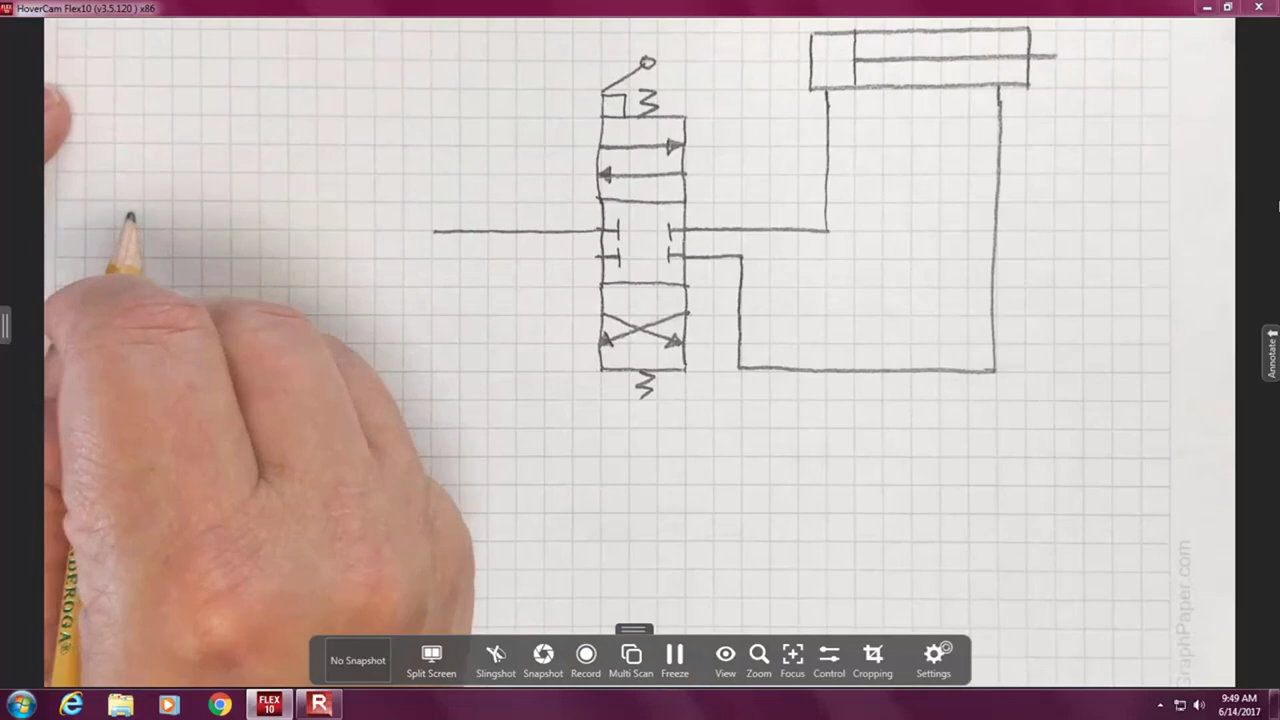 HoverCam Flex10 (v3.5.120 ) x86
Annotate
GraphPaper.com
No Snapshot
Split Screen
Slingshot
Snapshot
Record
Multi Scan
Freeze
View
Zoom
Focus
Control
Cropping
Settings
FLEX
10
R
9:49 AM
6/14/2017